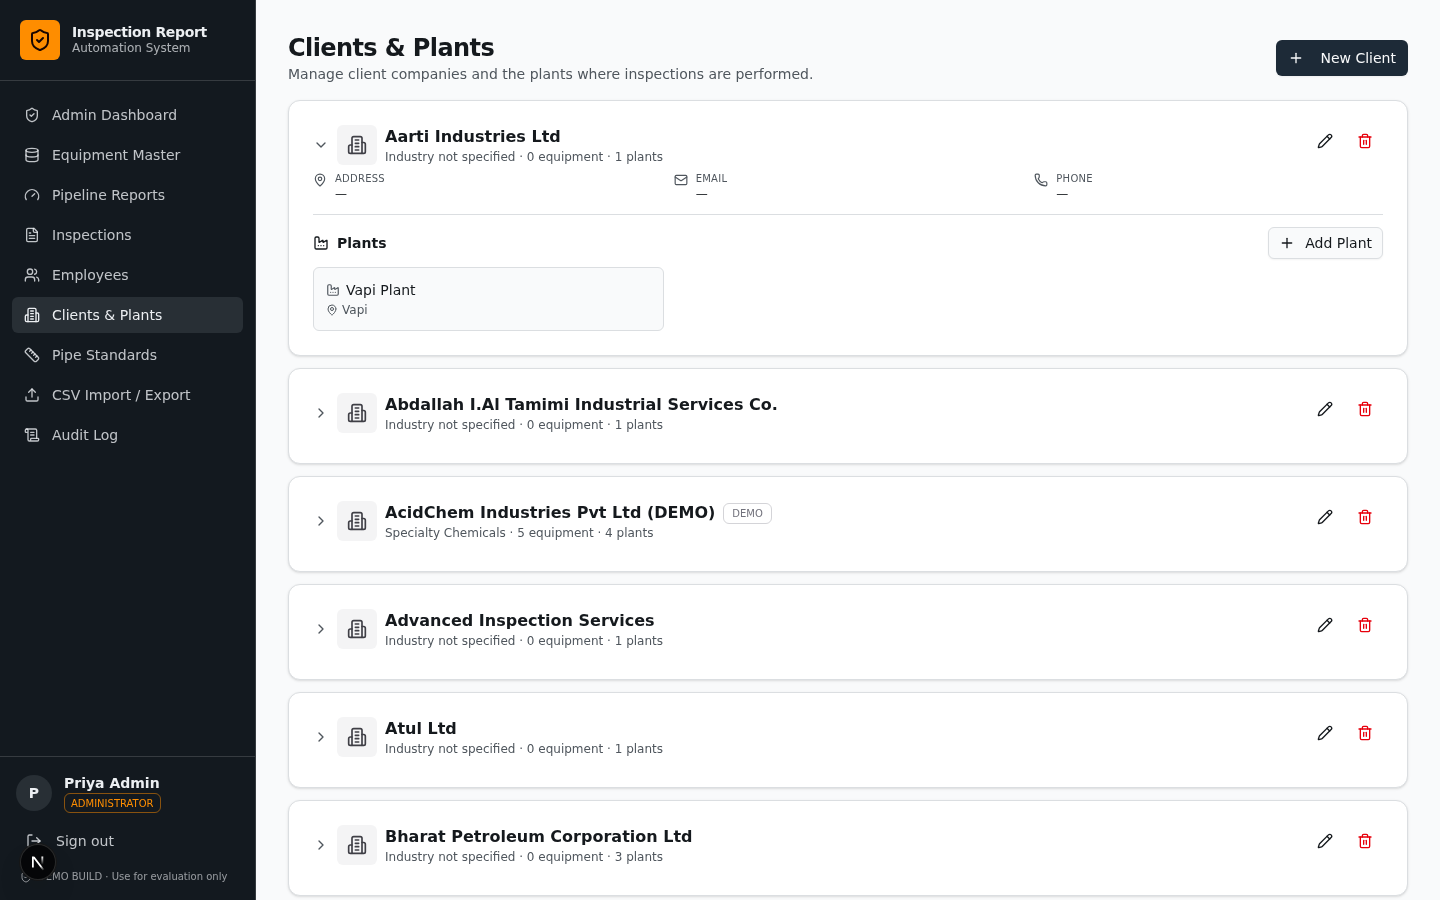 Inspection Report
Automation System
Admin Dashboard
Equipment Master
Pipeline Reports
Inspections
Employees
Clients & Plants
Pipe Standards
CSV Import / Export
Audit Log
P
Priya Admin
ADMINISTRATOR
Sign out
N
EMO BUILD · Use for evaluation only
Clients & Plants
Manage client companies and the plants where inspections are performed.
New Client
Aarti Industries Ltd
Industry not specified · 0 equipment · 1 plants
ADDRESS
—
EMAIL
—
PHONE
—
Plants
Add Plant
Vapi Plant
Vapi
Abdallah I.Al Tamimi Industrial Services Co.
Industry not specified · 0 equipment · 1 plants
AcidChem Industries Pvt Ltd (DEMO) DEMO
Specialty Chemicals · 5 equipment · 4 plants
Advanced Inspection Services
Industry not specified · 0 equipment · 1 plants
Atul Ltd
Industry not specified · 0 equipment · 1 plants
Bharat Petroleum Corporation Ltd
Industry not specified · 0 equipment · 3 plants